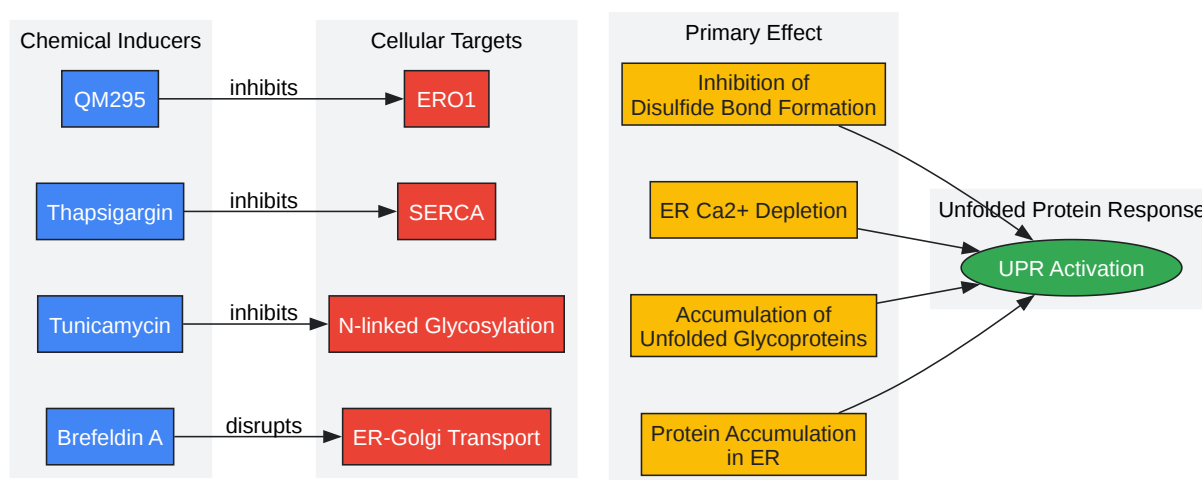 Chemical Inducers
Cellular Targets
Primary Effect
QM295
inhibits
ERO1
Inhibition of
Disulfide Bond Formation
Thapsigargin
inhibits
SERCA
ER Ca2+ Depletion
Unfolded Protein Response
UPR Activation
Tunicamycin
inhibits
N-linked Glycosylation
Accumulation of
Unfolded Glycoproteins
Brefeldin A
disrupts
ER-Golgi Transport
Protein Accumulation
in ER